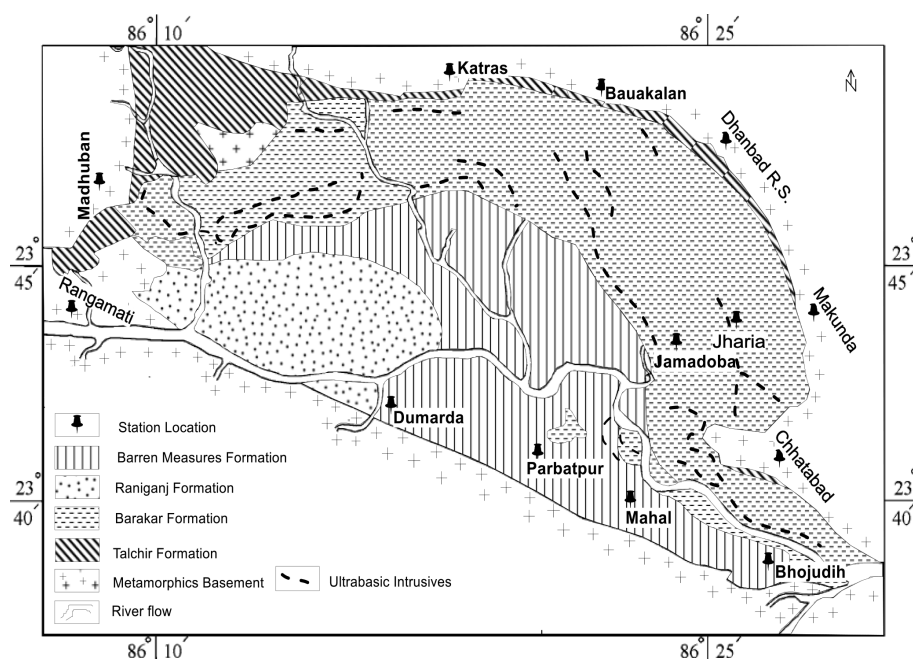 86° 10′ 86° 25′
N
Katras
Bauakalan
Dhanbad R.S.
Madhuban
23° 45′
23° 45′
Rangamati
Makunda
Jharia
Jamadoba
Dumarda
Chhatabad
Parbatpur
Mahal
23° 40′
23° 40′
Bhojudih
Station Location
Barren Measures Formation
Raniganj Formation
Barakar Formation
Talchir Formation
Metamorphics Basement
Ultrabasic Intrusives
River flow
86° 10′ 86° 25′